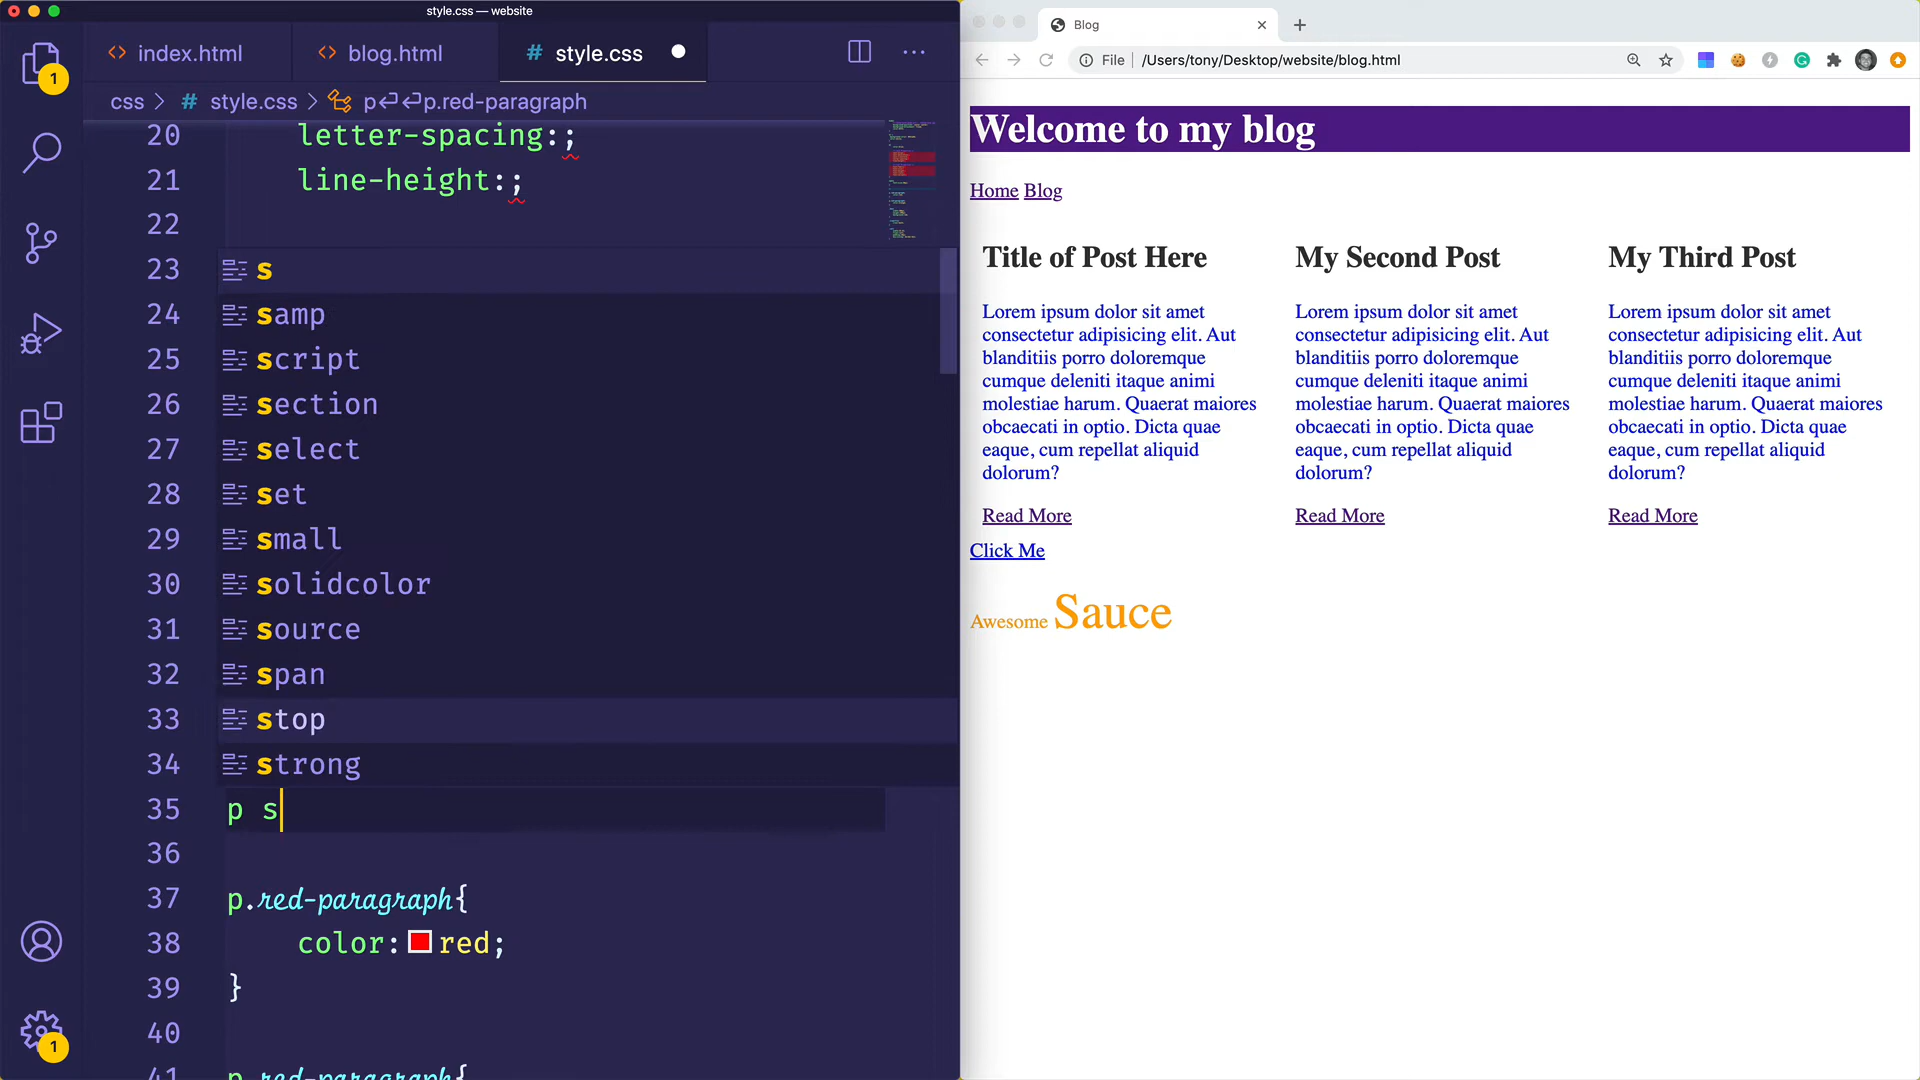 style.css — website
index.html
blog.html
# style.css
css > # style.css > p↵↵p.red-paragraph
20 letter-spacing:;
21 line-height:;
22
23 s
24 samp
25 script
26 section
27 select
28 set
29 small
30 solidcolor
31 source
32 span
33 stop
34 strong
35 p s
36
37 p.red-paragraph{
38 color: red;
39 }
40
41 p.red-paragraph{
1
1
Blog
File | /Users/tony/Desktop/website/blog.html
Welcome to my blog
Home Blog
Title of Post Here
Lorem ipsum dolor sit amet
consectetur adipisicing elit. Aut
blanditiis porro doloremque
cumque deleniti itaque animi
molestiae harum. Quaerat maiores
obcaecati in optio. Dicta quae
eaque, cum repellat aliquid
dolorum?
Read More
My Second Post
Lorem ipsum dolor sit amet
consectetur adipisicing elit. Aut
blanditiis porro doloremque
cumque deleniti itaque animi
molestiae harum. Quaerat maiores
obcaecati in optio. Dicta quae
eaque, cum repellat aliquid
dolorum?
Read More
My Third Post
Lorem ipsum dolor sit amet
consectetur adipisicing elit. Aut
blanditiis porro doloremque
cumque deleniti itaque animi
molestiae harum. Quaerat maiores
obcaecati in optio. Dicta quae
eaque, cum repellat aliquid
dolorum?
Read More
Click Me
Awesome Sauce